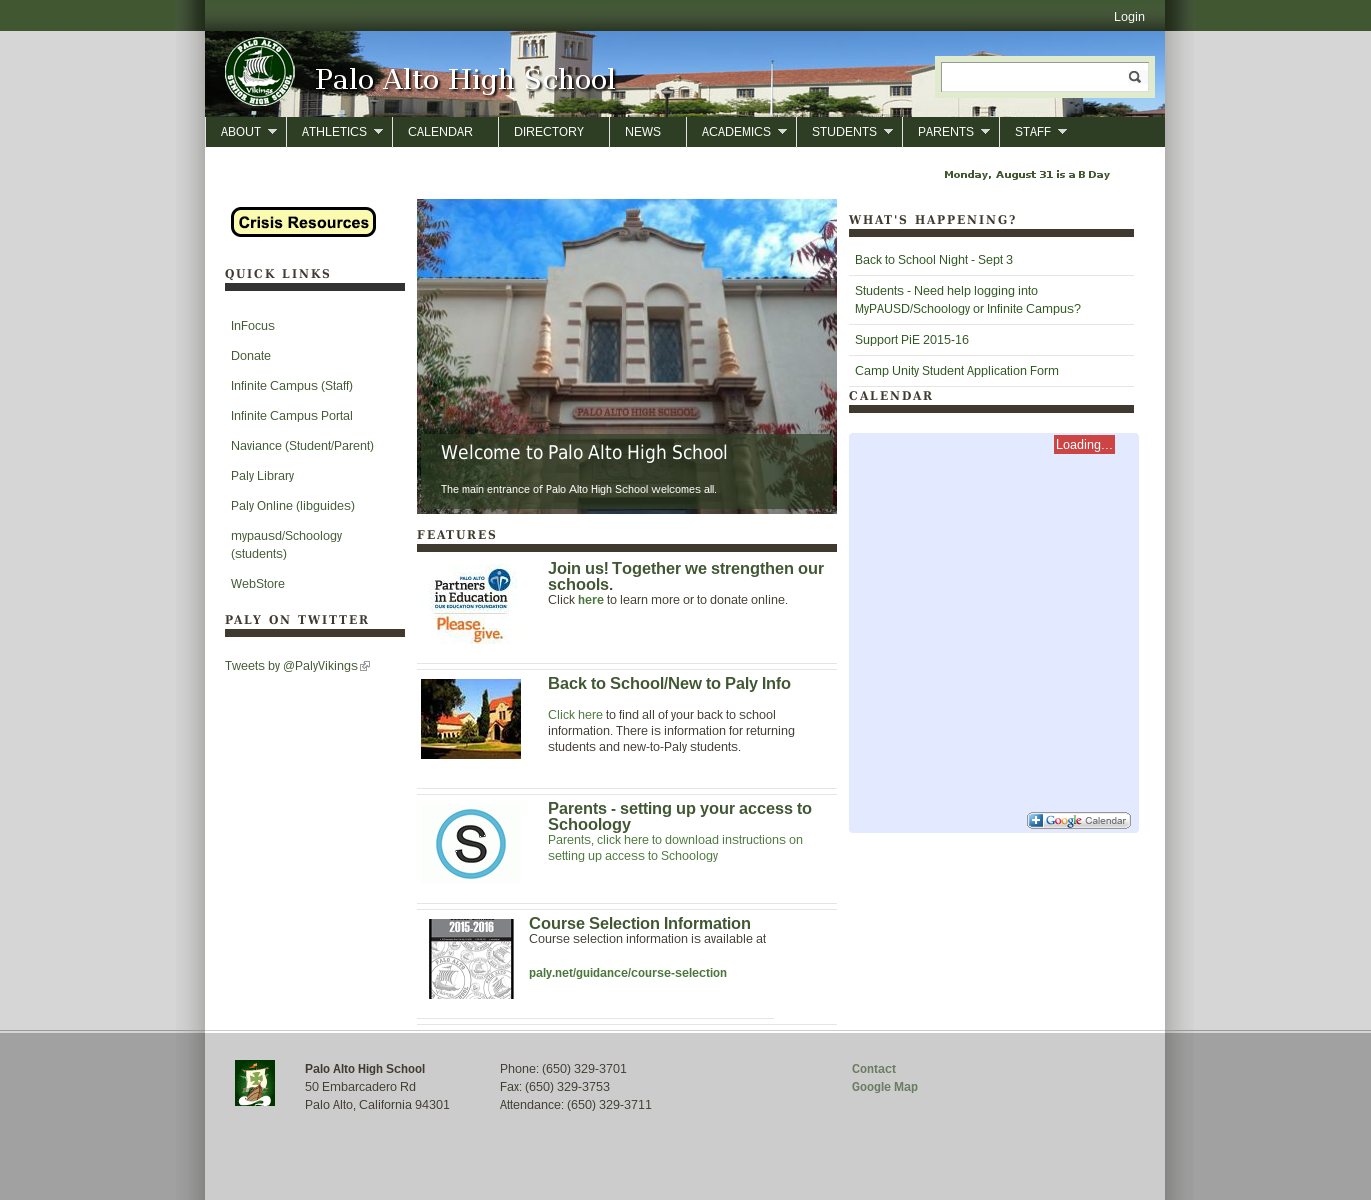 Login
PALO ALTO
SENIOR HIGH SCHOOL
Vikings
Palo Alto High School
ABOUT
ATHLETICS
CALENDAR
DIRECTORY
NEWS
ACADEMICS
STUDENTS
PARENTS
STAFF
Monday, August 31 is a B Day
Crisis Resources
QUICK LINKS
InFocus
Donate
Infinite Campus (Staff)
Infinite Campus Portal
Naviance (Student/Parent)
Paly Library
Paly Online (libguides)
mypausd/Schoology
(students)
WebStore
PALY ON TWITTER
Tweets by @PalyVikings
PALO ALTO HIGH SCHOOL
Welcome to Palo Alto High School
The main entrance of Palo Alto High School welcomes all.
FEATURES
PALO ALTO
Partners
in Education
OUR EDUCATION FOUNDATION
Please
give.
Join us! Together we strengthen our
schools.
Click here to learn more or to donate online.
Back to School/New to Paly Info
Click here to find all of your back to school
information. There is information for returning
students and new-to-Paly students.
S
Parents - setting up your access to
Schoology
Parents, click here to download instructions on
setting up access to Schoology
2015-2016
Course Selection Information
Course selection information is available at
paly.net/guidance/course-selection
WHAT'S HAPPENING?
Back to School Night - Sept 3
Students - Need help logging into
MyPAUSD/Schoology or Infinite Campus?
Support PiE 2015-16
Camp Unity Student Application Form
CALENDAR
Loading...
Google Calendar
Palo Alto High School
50 Embarcadero Rd
Palo Alto, California 94301
Phone: (650) 329-3701
Fax: (650) 329-3753
Attendance: (650) 329-3711
Contact
Google Map